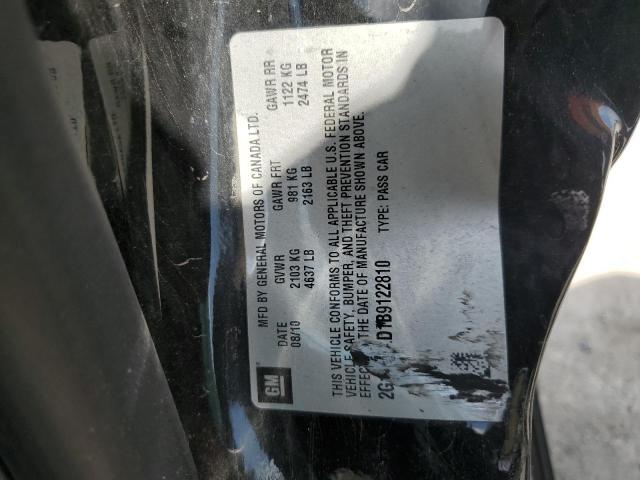 GM
MFD BY GENERAL MOTORS OF CANADA LTD.
DATE GVWR GAWR FRT GAWR RR
08/10 2103 KG 981 KG 1122 KG
4637 LB 2163 LB 2474 LB
THIS VEHICLE CONFORMS TO ALL APPLICABLE U.S. FEDERAL MOTOR
VEHICLE SAFETY, BUMPER, AND THEFT PREVENTION STANDARDS IN
THE DATE OF MANUFACTURE SHOWN ABOVE.
TYPE: PASS CAR